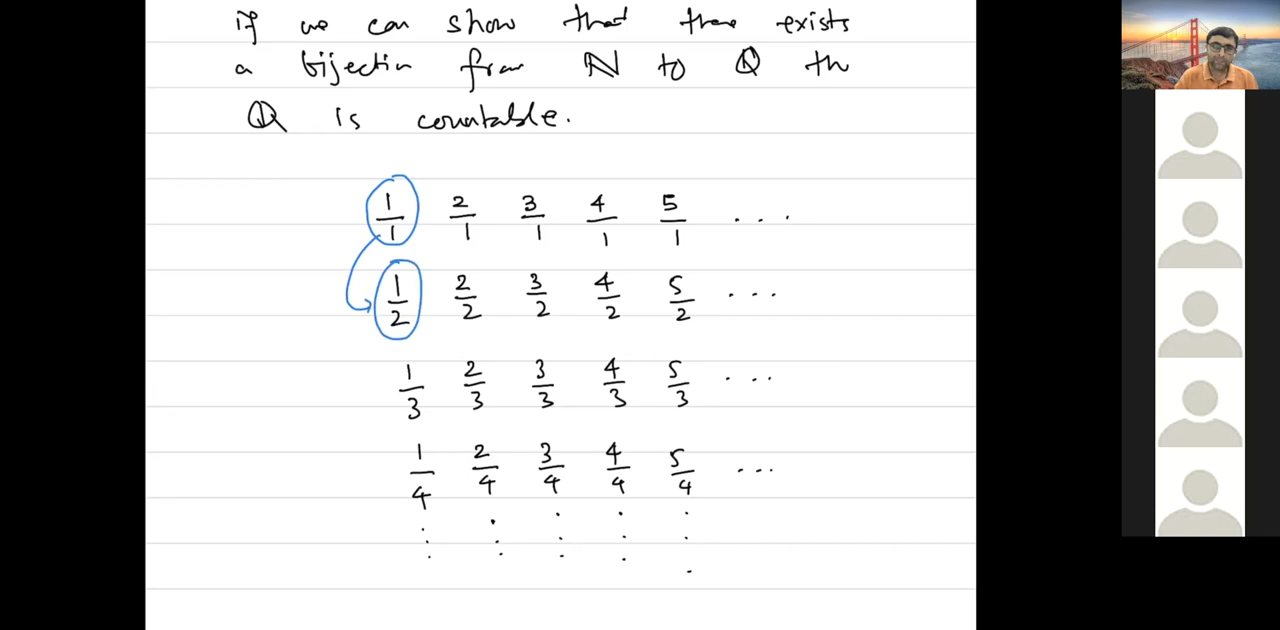 if we can show that there exists
a bijection from ℕ to ℚ the
ℚ is countable.
1/1 2/1 3/1 4/1 5/1 ...
1/2 2/2 3/2 4/2 5/2 ...
1/3 2/3 3/3 4/3 5/3 ...
1/4 2/4 3/4 4/4 5/4 ...